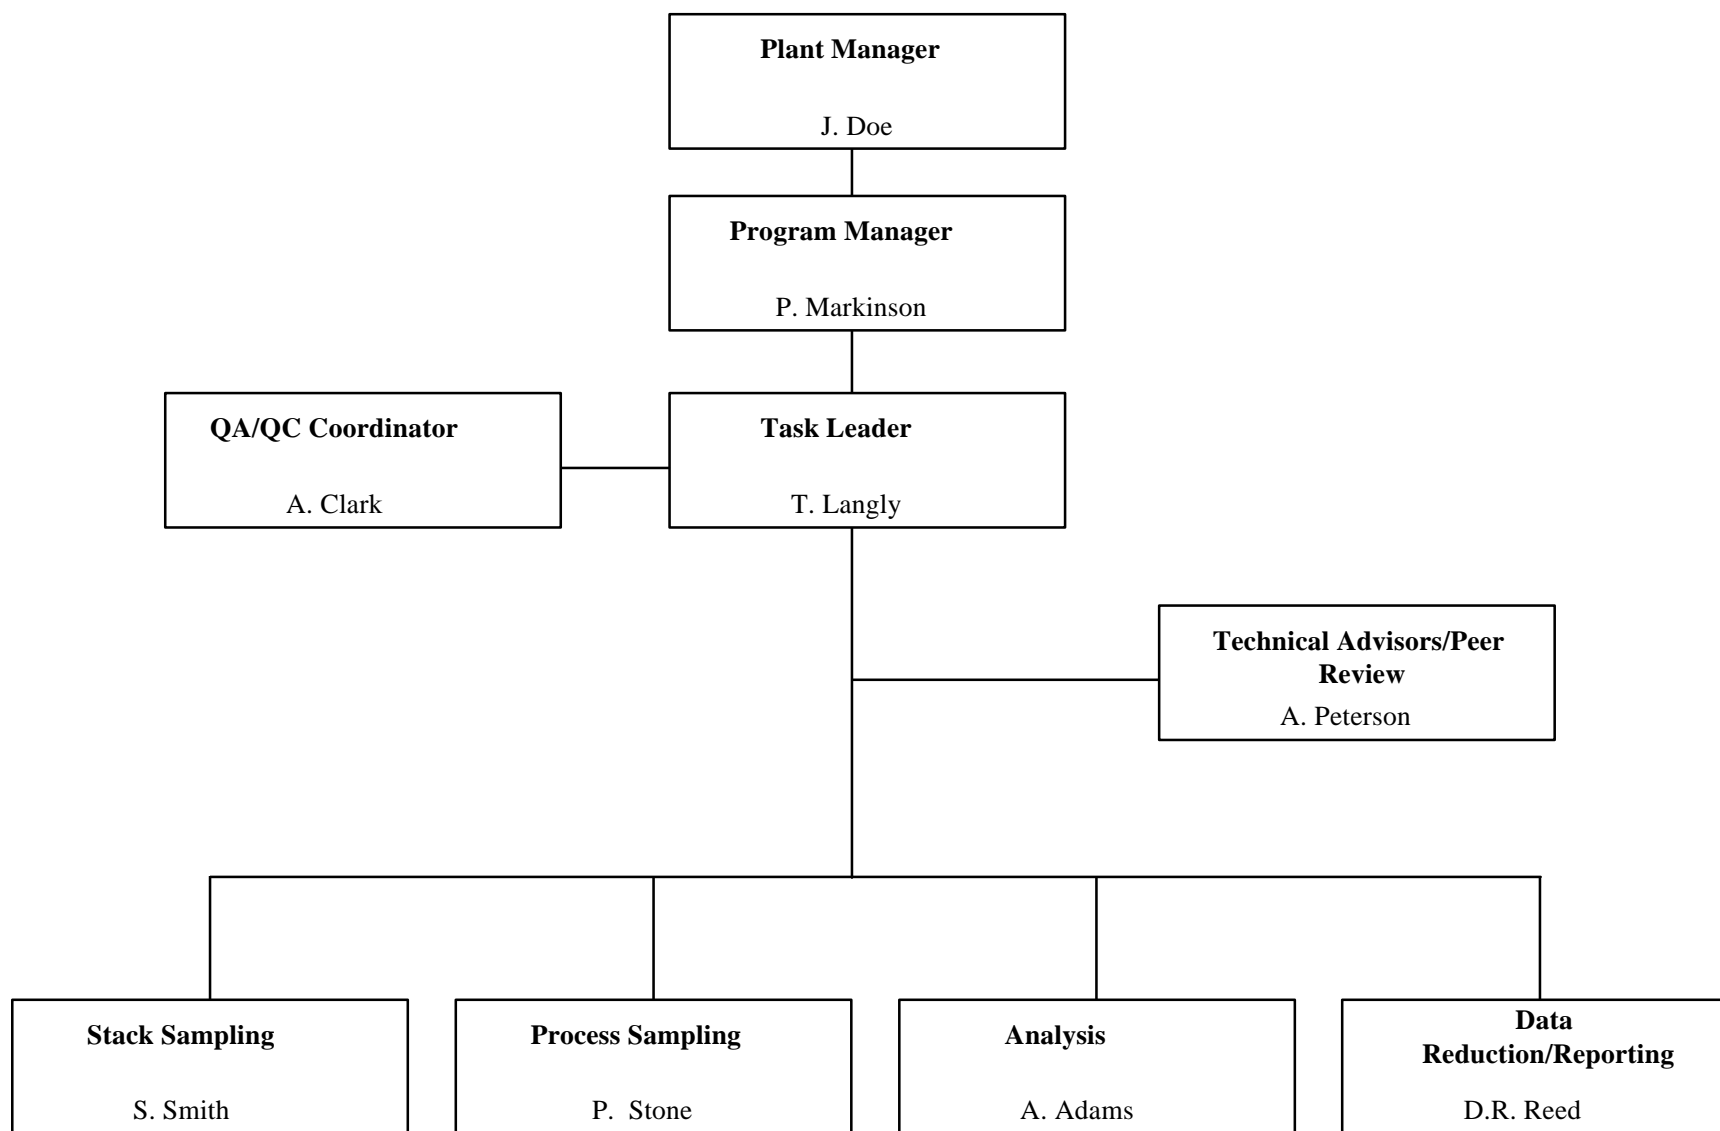 Plant Manager
J. Doe
Program Manager
P. Markinson
QA/QC Coordinator
A. Clark
Task Leader
T. Langly
Technical Advisors/Peer
Review
A. Peterson
Stack Sampling
S. Smith
Process Sampling
P. Stone
Analysis
A. Adams
Data
Reduction/Reporting
D.R. Reed